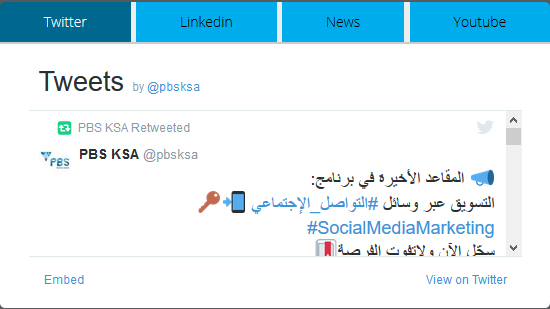 Twitter
Linkedin
News
Youtube
Tweets by @pbsksa
PBS KSA Retweeted
PBS
PBS KSA @pbsksa
المقاعد الأخيرة في برنامج:
التسويق عبر وسائل #التواصل_الإجتماعي
#SocialMediaMarketing
سجّل الآن ولاتفوت الفرصة
Embed
View on Twitter